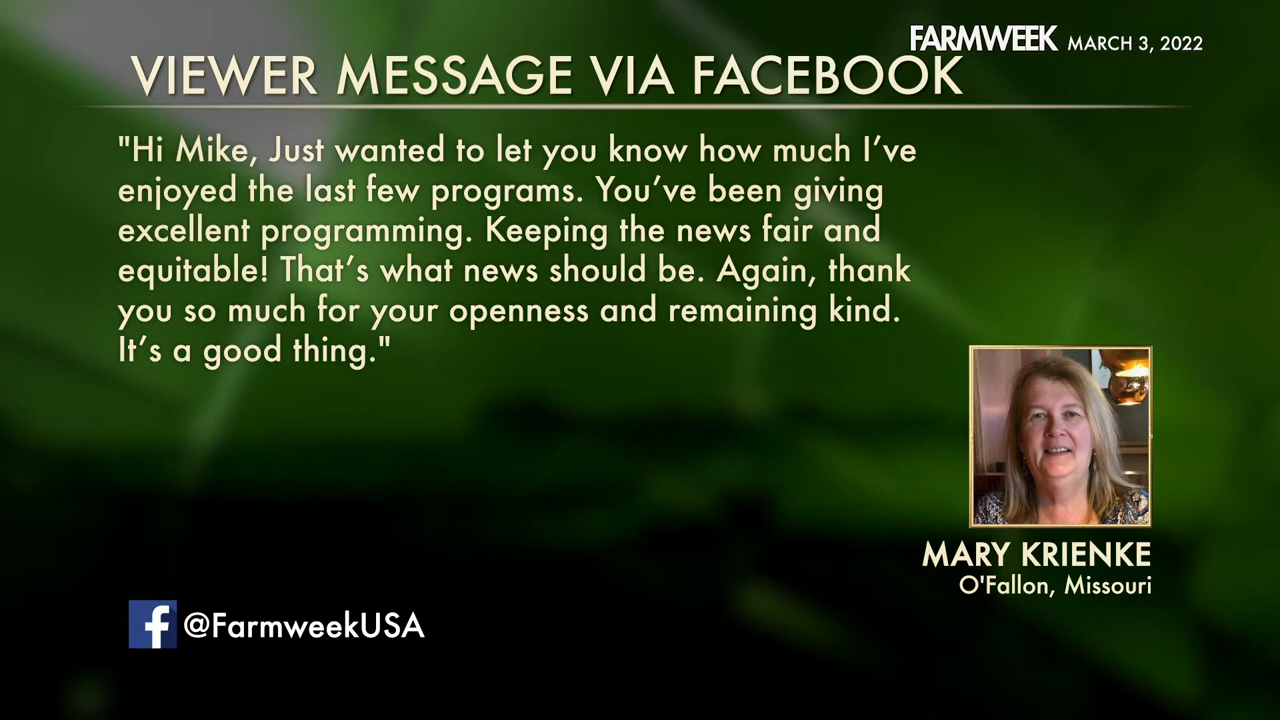 FARMWEEK MARCH 3, 2022
VIEWER MESSAGE VIA FACEBOOK
"Hi Mike, Just wanted to let you know how much I’ve
enjoyed the last few programs. You’ve been giving
excellent programming. Keeping the news fair and
equitable! That’s what news should be. Again, thank
you so much for your openness and remaining kind.
It’s a good thing."
MARY KRIENKE
O'Fallon, Missouri
f @FarmweekUSA